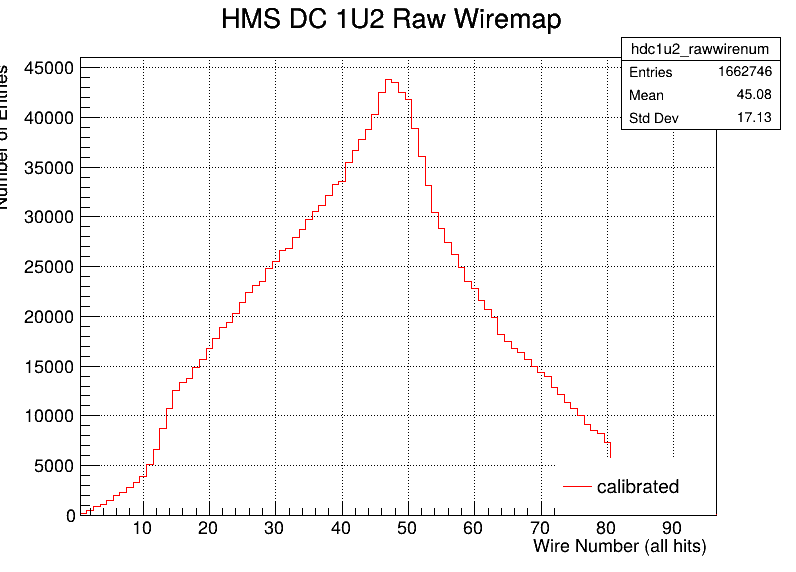 HMS DC 1U2 Raw Wiremap
hdc1u2_rawwirenum
Entries 1662746
Mean 45.08
Std Dev 17.13
Number of Entries
45000
40000
35000
30000
25000
20000
15000
10000
5000
0
calibrated
10 20 30 40 50 60 70 80 90
Wire Number (all hits)